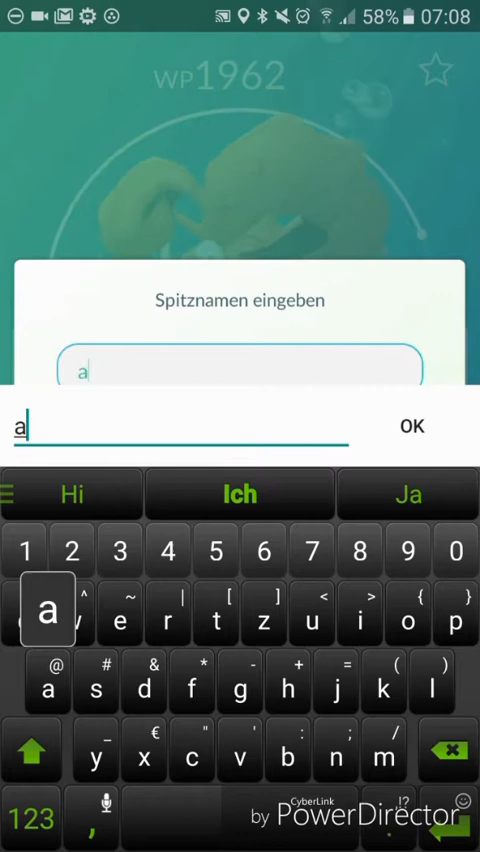 58% 07:08
WP1962
Spitznamen eingeben
a
a OK
Hi Ich Ja
1 2 3 4 5 6 7 8 9 0
^ ~ | [ ] < > { }
a e r t z u i o p
@ # & * - + = ( )
a s d f g h j k l
_ € " ' : ; /
y x c v b n m
123 , . !?
by CyberLink PowerDirector